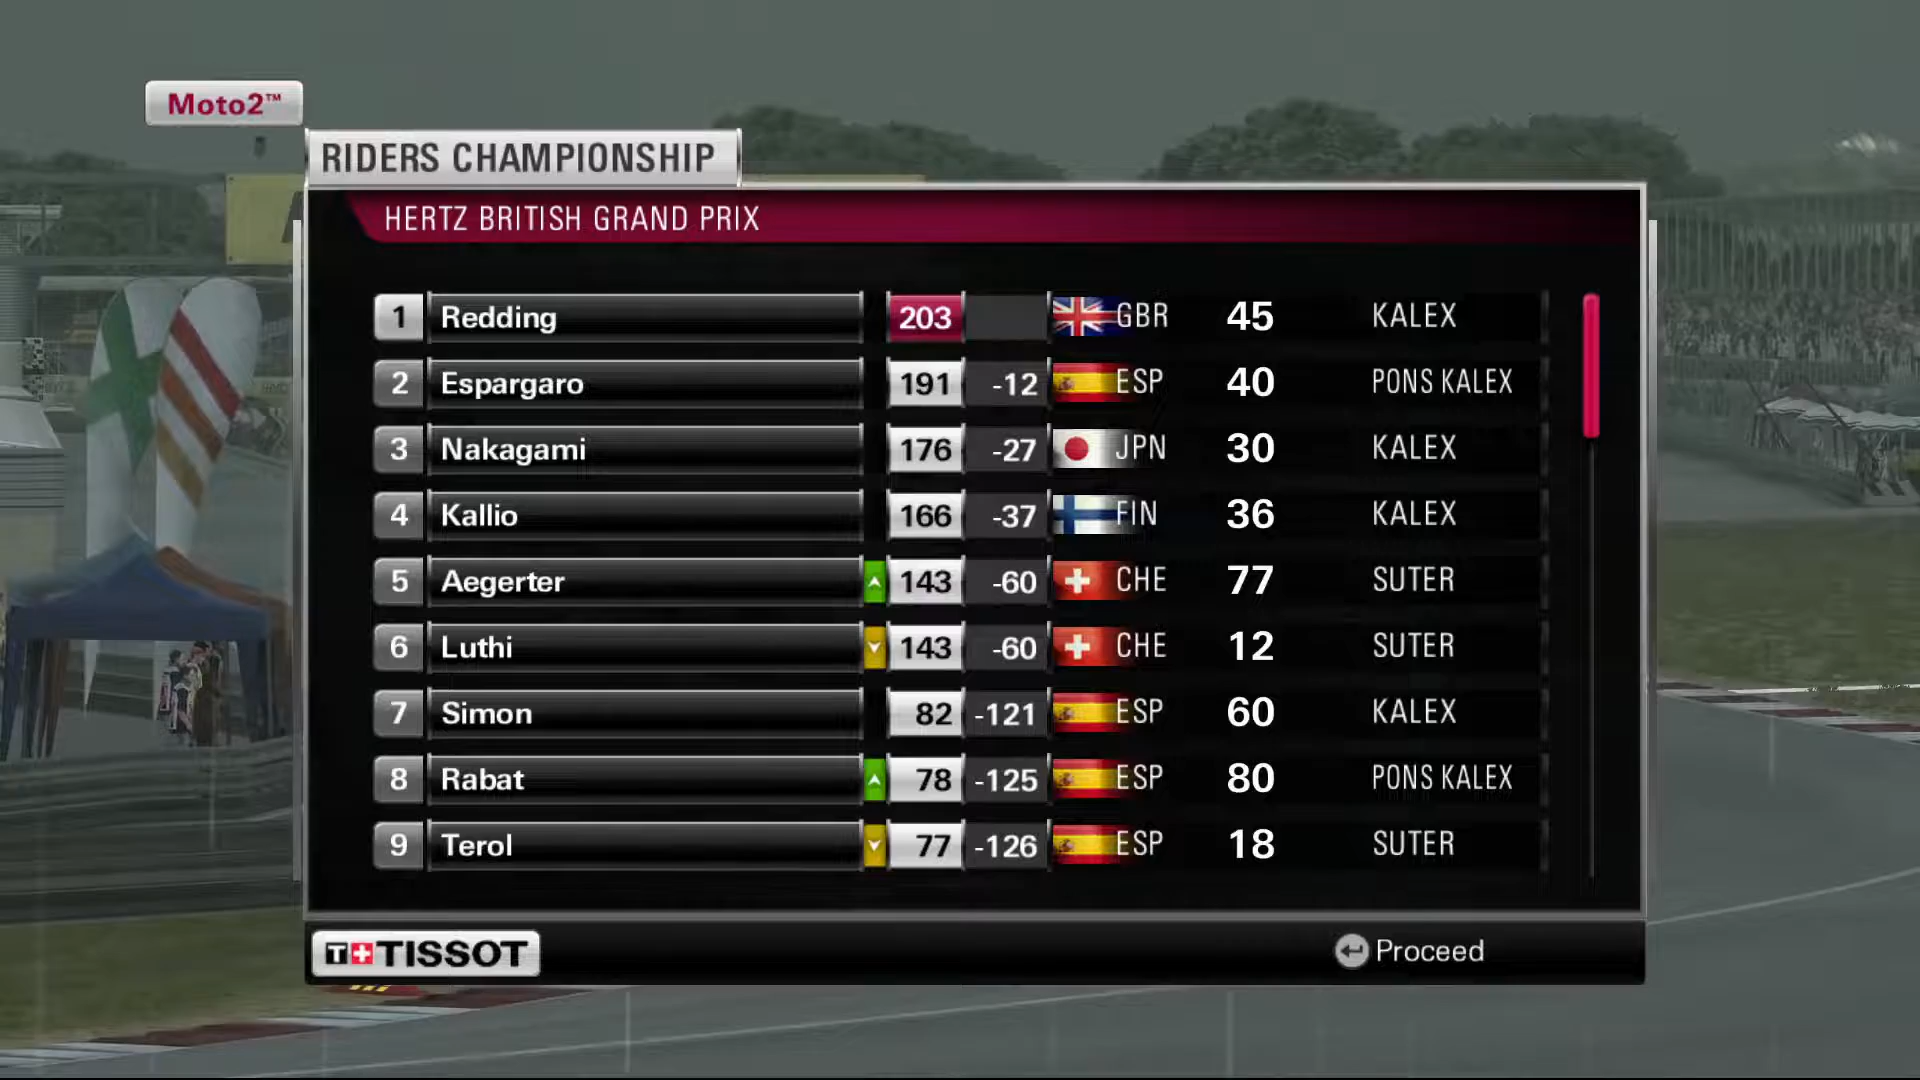 Moto2™
RIDERS CHAMPIONSHIP
HERTZ BRITISH GRAND PRIX
1 Redding 203 GBR 45 KALEX
2 Espargaro 191 -12 ESP 40 PONS KALEX
3 Nakagami 176 -27 JPN 30 KALEX
4 Kallio 166 -37 FIN 36 KALEX
5 Aegerter 143 -60 CHE 77 SUTER
6 Luthi 143 -60 CHE 12 SUTER
7 Simon 82 -121 ESP 60 KALEX
8 Rabat 78 -125 ESP 80 PONS KALEX
9 Terol 77 -126 ESP 18 SUTER
T+TISSOT
Proceed